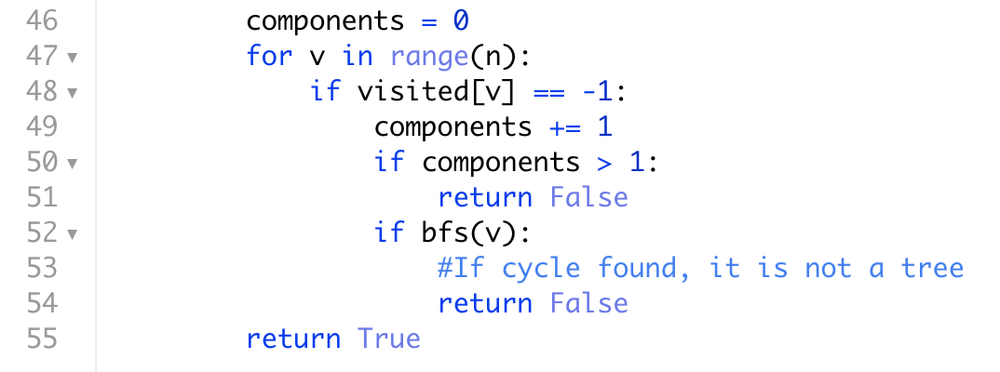 46 components = 0
47 ▼ for v in range(n):
48 ▼ if visited[v] == -1:
49 components += 1
50 ▼ if components > 1:
51 return False
52 ▼ if bfs(v):
53 #If cycle found, it is not a tree
54 return False
55 return True